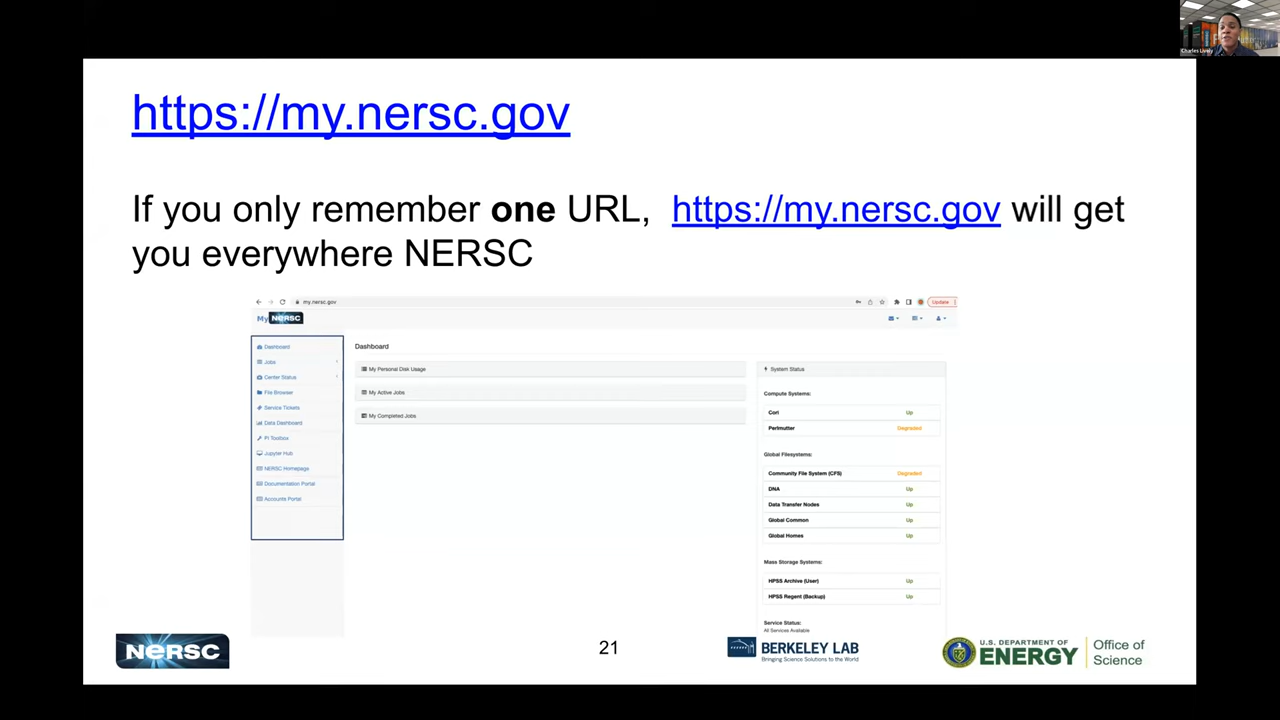 Charles Lively
https://my.nersc.gov
If you only remember one URL, https://my.nersc.gov will get
you everywhere NERSC
my.nersc.gov
Update
My NERSC
Dashboard
Jobs
Center Status
File Browser
Service Tickets
Data Dashboard
PI Toolbox
Jupyter Hub
NERSC Homepage
Documentation Portal
Accounts Portal
Dashboard
My Personal Disk Usage
My Active Jobs
My Completed Jobs
System Status
Compute Systems:
Cori Up
Perlmutter Degraded
Global Filesystems:
Community File System (CFS) Degraded
DNA Up
Data Transfer Nodes Up
Global Common Up
Global Homes Up
Mass Storage Systems:
HPSS Archive (User) Up
HPSS Regent (Backup) Up
Service Status:
All Services Available
NERSC
21
BERKELEY LAB
Bringing Science Solutions to the World
U.S. DEPARTMENT OF
ENERGY
Office of
Science